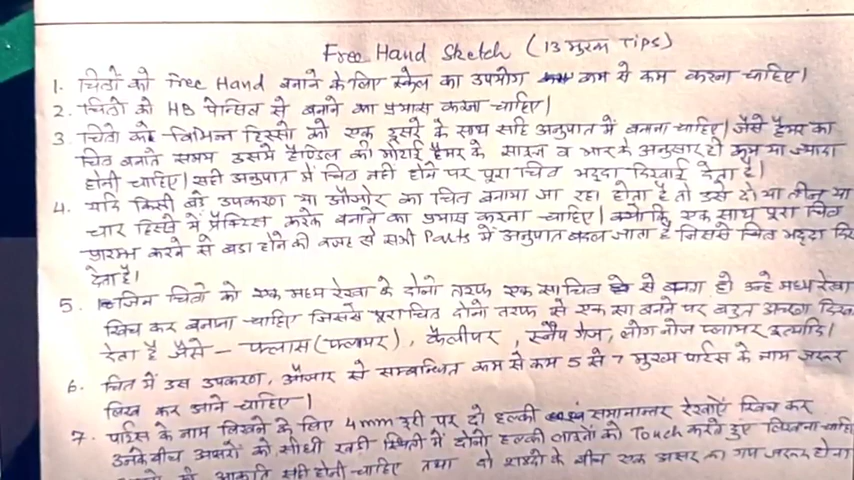 Free Hand Sketch (13 मुख्य Tips)
1. चित्रों को Free Hand बनाने के लिए स्केल का उपयोग कम से कम करना चाहिए।
2. चित्रों को HB पेन्सिल से बनाने का प्रयास करना चाहिए।
3. चित्रो के विभिन्न हिस्सो को एक दूसरे के साथ सहि अनुपात में बनाना चाहिए। जैसे हैमर का
चित्र बनाते समय उसमे हैण्डिल की मोटाई हैमर के साइज व भार के अनुसार ही कम या ज्यादा
होनी चाहिए। सही अनुपात में चित्र नहीं होने पर पूरा चित्र भद्दा दिखाई देता है।
4. यदि किसी बडे उपकरण या औजार का चित्र बनाया जा रहा होता है तो उसे दो या तीन या
चार हिस्से में प्रैक्टिस करके बनाने का प्रयास करना चाहिए। क्योकि एक साथ पूरा चित्र
प्रारम्भ करने से बडा होने की वजह से सभी Parts में अनुपात बदल जाता है जिससे चित्र भद्दा
देता है।
5. जिन चित्रो को एक मध्य रेखा के दोनो तरफ एक सा चित्र से बनाना हो उन्हे मध्य रेखा
खिच कर बनाना चाहिए जिससे पूरा चित्र दोनो तरफ से एक सा बनने पर बहुत अच्छा
देता है जैसे - प्लास (प्लायर), कैलीपर, स्नैप गेज, लोग नोज प्लायर इत्यादि।
6. चित्र में उस उपकरण, औजार से सम्बान्धित कम से कम 5 से 7 मुख्य पार्टस के नाम जरूर
लिख कर आने चाहिए।
7. पार्टस के नाम लिखने के लिए 4mm दूरी पर दो हल्की समानान्तर रेखाएं खिच कर
उनके बीच अक्षरों को सीधी खडी स्थिती में दोनो हल्की लाइनों को Touch करते हुए लिखना चाहि
से आकृति सही होनी चाहिए तथा दो शब्दो के बीच एक अक्षर का गैप जरूर होना